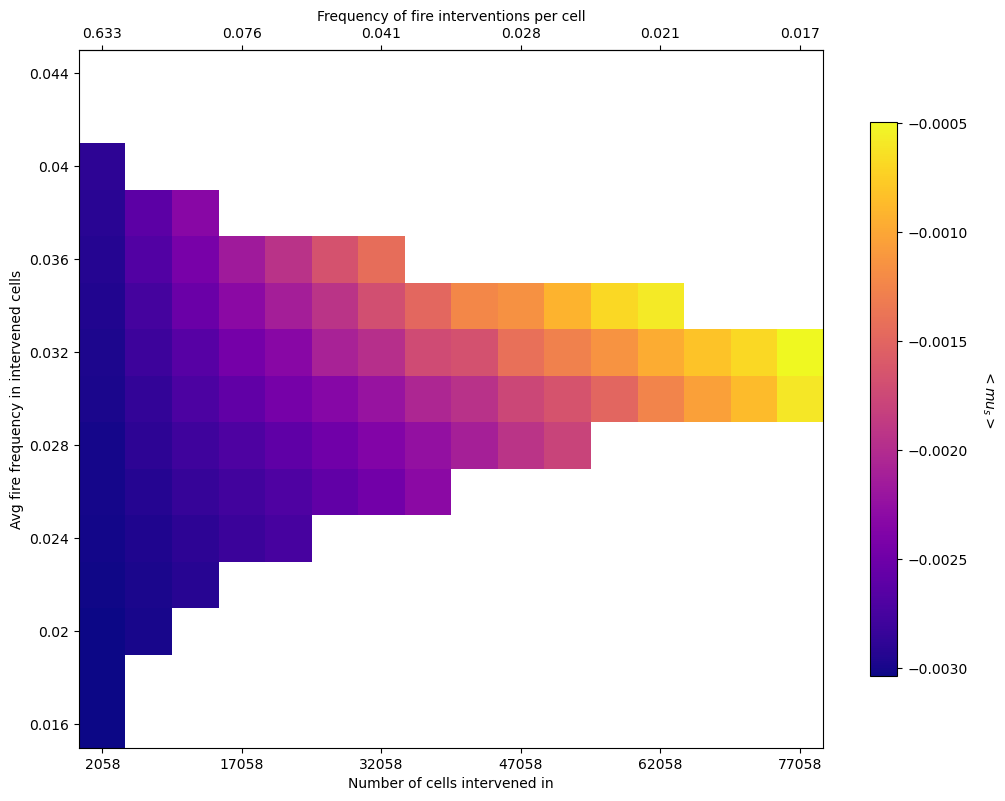 Frequency of fire interventions per cell
0.633 0.076 0.041 0.028 0.021 0.017
0.044
0.04
0.036
0.032
0.028
0.024
0.02
0.016
Avg fire frequency in intervened cells
2058 17058 32058 47058 62058 77058
Number of cells intervened in
−0.0005
−0.0010
−0.0015
−0.0020
−0.0025
−0.0030
< mu_s >